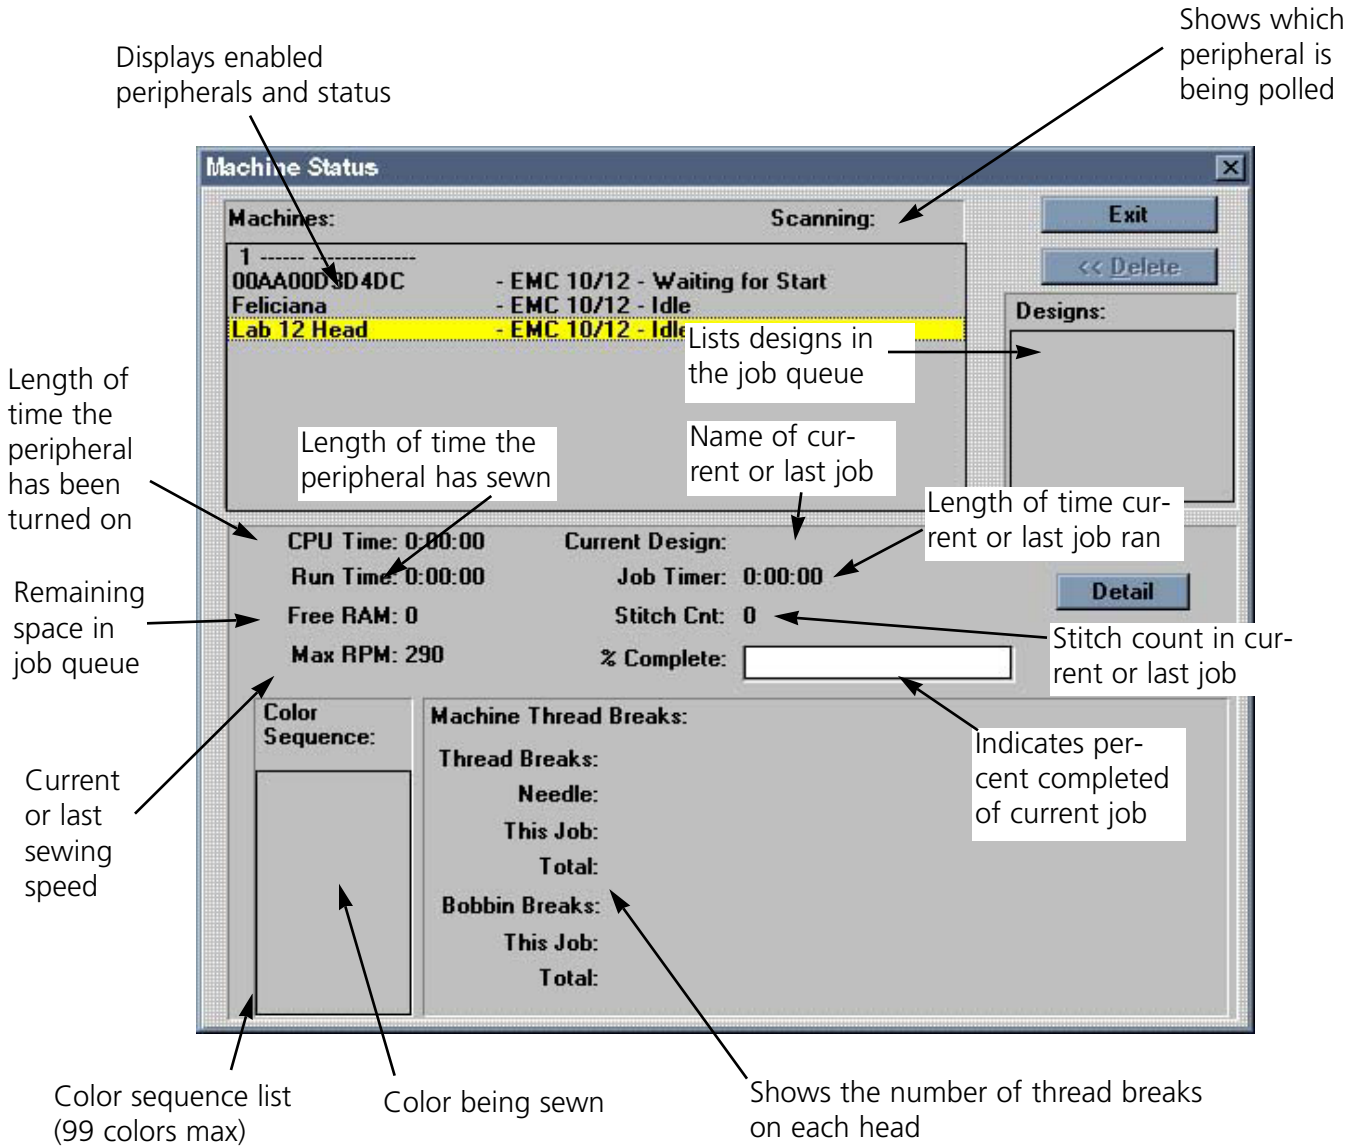 Shows which
peripheral is
being polled
Displays enabled
peripherals and status
Machine Status
Machines:
Scanning:
Exit
1 ------ --------------
<< Delete
00AA00D3D4DC - EMC 10/12 - Waiting for Start
Feliciana - EMC 10/12 - Idle
Lab 12 Head - EMC 10/12 - Idle
Designs:
Lists designs in
the job queue
Length of
time the
peripheral
has been
turned on
Length of time the
peripheral has sewn
Name of cur-
rent or last job
Length of time cur-
rent or last job ran
CPU Time: 0:00:00
Current Design:
Run Time: 0:00:00
Job Timer: 0:00:00
Detail
Remaining
space in
job queue
Free RAM: 0
Stitch Cnt: 0
Stitch count in cur-
rent or last job
Max RPM: 290
% Complete:
Color
Sequence:
Machine Thread Breaks:
Indicates per-
cent completed
of current job
Thread Breaks:
Needle:
This Job:
Total:
Current
or last
sewing
speed
Bobbin Breaks:
This Job:
Total:
Color sequence list
(99 colors max)
Color being sewn
Shows the number of thread breaks
on each head